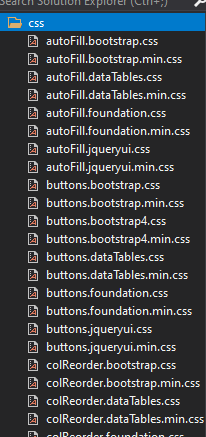 Search Solution Explorer (Ctrl+;)
css
autoFill.bootstrap.css
autoFill.bootstrap.min.css
autoFill.dataTables.css
autoFill.dataTables.min.css
autoFill.foundation.css
autoFill.foundation.min.css
autoFill.jqueryui.css
autoFill.jqueryui.min.css
buttons.bootstrap.css
buttons.bootstrap.min.css
buttons.bootstrap4.css
buttons.bootstrap4.min.css
buttons.dataTables.css
buttons.dataTables.min.css
buttons.foundation.css
buttons.foundation.min.css
buttons.jqueryui.css
buttons.jqueryui.min.css
colReorder.bootstrap.css
colReorder.bootstrap.min.css
colReorder.dataTables.css
colReorder.dataTables.min.css
colReorder.foundation.css